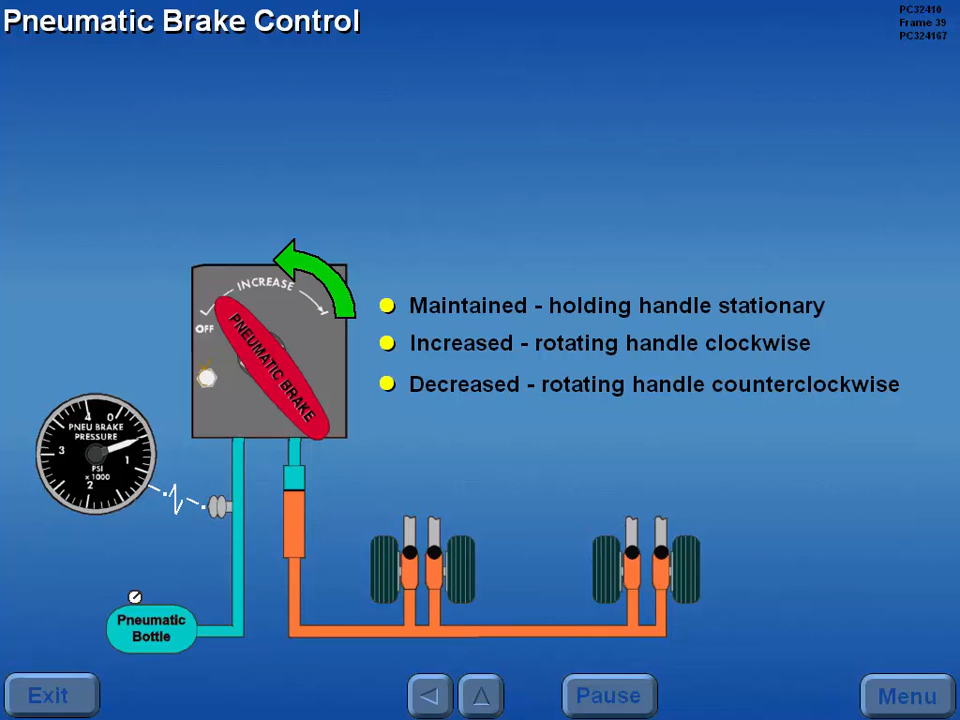 Pneumatic Brake Control
PC32410
Frame 39
PC324167
INCREASE
OFF
PNEUMATIC BRAKE
Maintained - holding handle stationary
Increased - rotating handle clockwise
Decreased - rotating handle counterclockwise
4 0
PNEU BRAKE
PRESSURE
3 1
PSI
x 1000
2
Pneumatic
Bottle
Exit
Pause
Menu